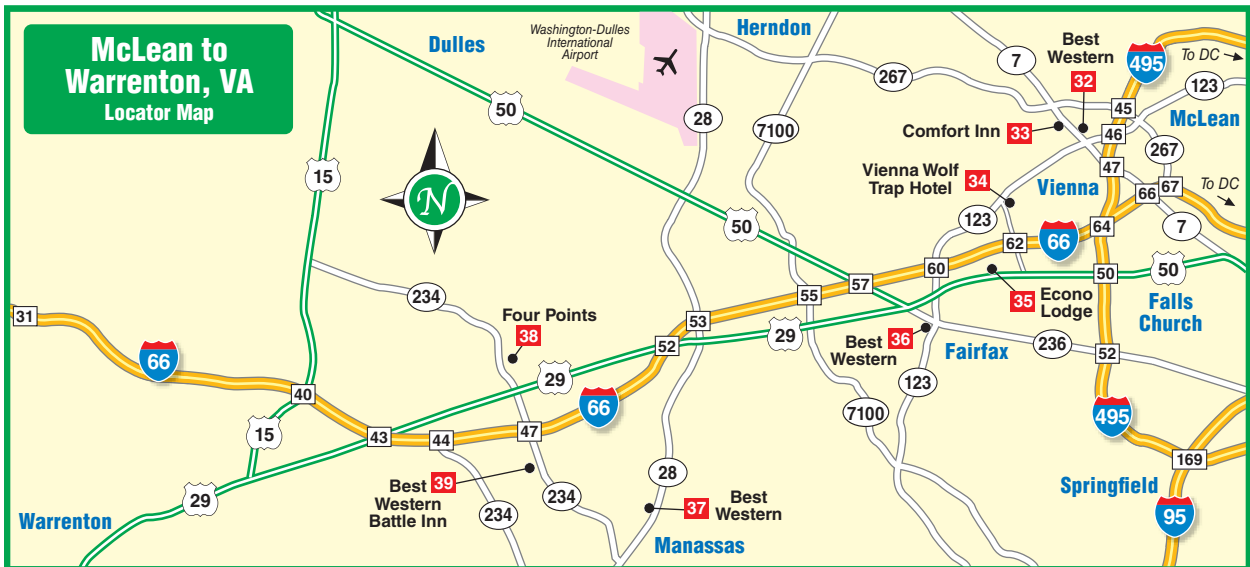 McLean to
Warrenton, VA
Locator Map
Dulles
Washington-Dulles
International
Airport
Herndon
Best
Western
32
495
To DC
7
267
123
50
28
7100
Comfort Inn
33
45
46
McLean
15
Vienna Wolf
Trap Hotel
34
Vienna
47
267
66
67
To DC
N
50
123
62
66
64
7
60
50
50
234
55
57
35
Econo
Lodge
Falls
Church
31
Four Points
38
53
52
29
Best
Western
36
Fairfax
236
52
66
29
123
40
66
7100
495
15
43
44
47
169
Best
Western
Battle Inn
39
28
29
234
234
37
Best
Western
Springfield
95
Warrenton
Manassas